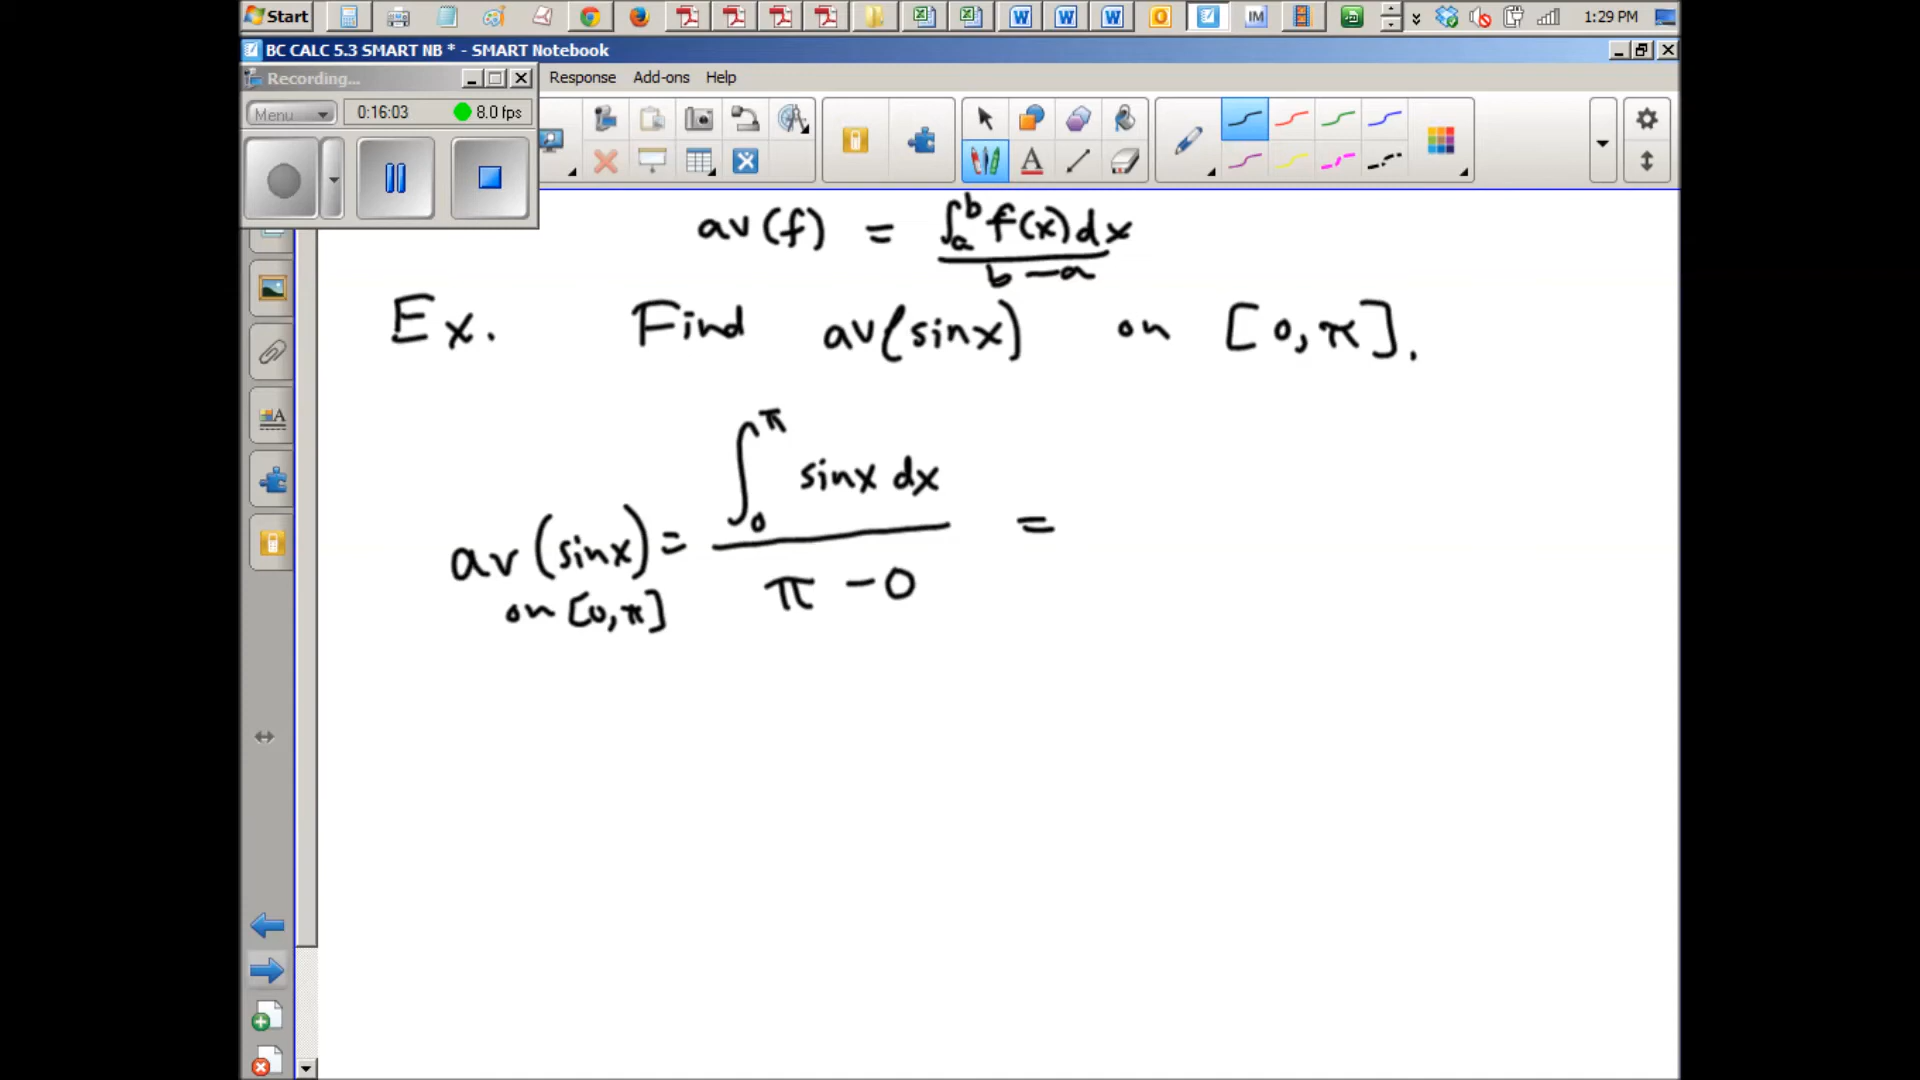 Start
1:29 PM
BC CALC 5.3 SMART NB * - SMART Notebook
Recording...
Response Add-ons Help
Menu 0:16:03 8.0 fps
av(f) = ∫_a^b f(x)dx
b-a
Ex. Find av(sinx) on [0,π].
∫_0^π sinx dx
av(sinx)= =
π-0
on [0,π]